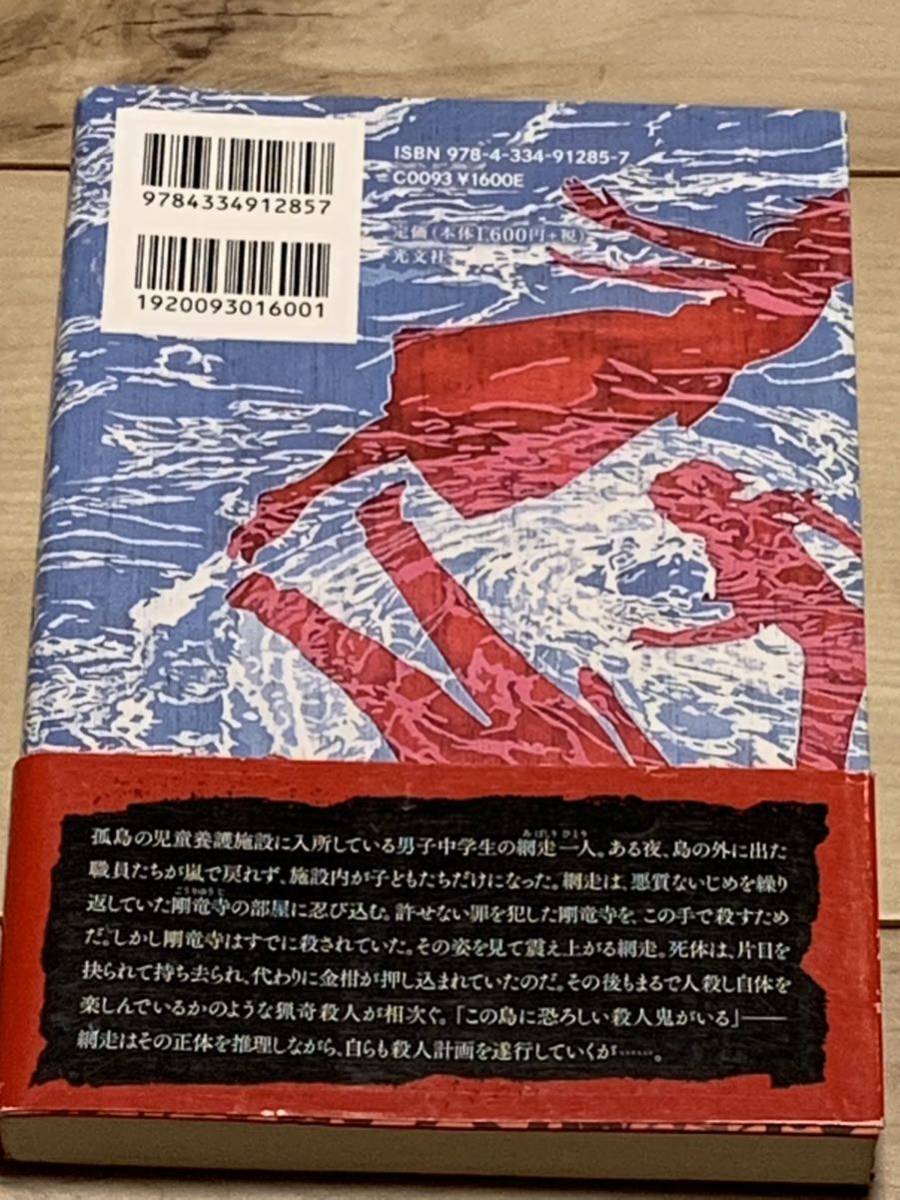 9784334912857
1920093016001
ISBN 978-4-334-91285-7
C0093 ¥1600E
定価(本体1,600円+税)
光文社
孤島の児童養護施設に入所している男子中学生の網走一人。ある夜、島の外に出た
職員たちが嵐で戻れず、施設内が子どもたちだけになった。網走は、悪質ないじめを繰り
返していた剛竜寺の部屋に忍び込む。許せない罪を犯した剛竜寺を、この手で殺すため
だ。しかし剛竜寺はすでに殺されていた。その姿を見て震え上がる網走。死体は、片目を
抉られて持ち去られ、代わりに金柑が押し込まれていたのだ。その後もまるで人殺し自体を
楽しんでいるかのような猟奇殺人が相次ぐ。「この島に恐ろしい殺人鬼がいる」――
網走はその正体を推理しながら、自らも殺人計画を遂行していくが……。